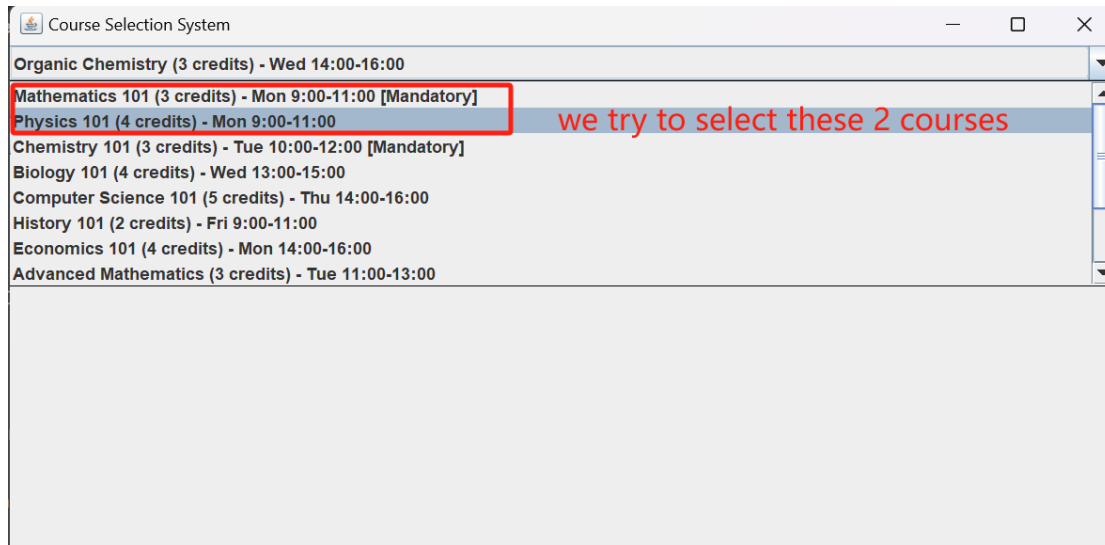 Course Selection System
Organic Chemistry (3 credits) - Wed 14:00-16:00
Mathematics 101 (3 credits) - Mon 9:00-11:00 [Mandatory]
Physics 101 (4 credits) - Mon 9:00-11:00
we try to select these 2 courses
Chemistry 101 (3 credits) - Tue 10:00-12:00 [Mandatory]
Biology 101 (4 credits) - Wed 13:00-15:00
Computer Science 101 (5 credits) - Thu 14:00-16:00
History 101 (2 credits) - Fri 9:00-11:00
Economics 101 (4 credits) - Mon 14:00-16:00
Advanced Mathematics (3 credits) - Tue 11:00-13:00